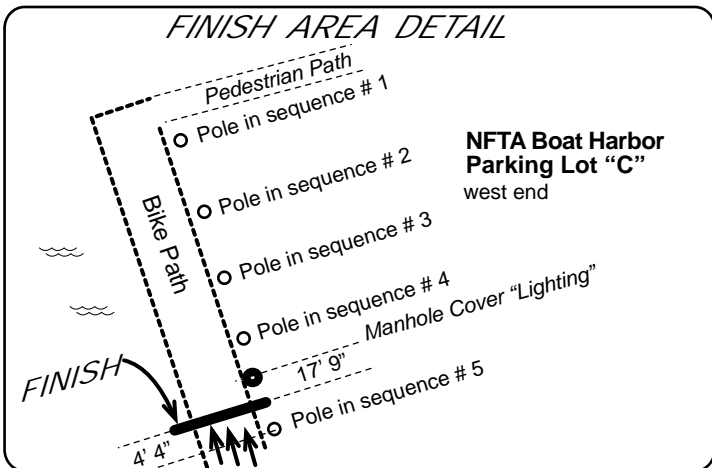 FINISH AREA DETAIL
Pedestrian Path
Pole in sequence # 1
NFTA Boat Harbor
Parking Lot “C”
west end
Pole in sequence # 2
Bike Path
Pole in sequence # 3
Pole in sequence # 4
Manhole Cover “Lighting”
17’ 9”
FINISH
Pole in sequence # 5
4’ 4”